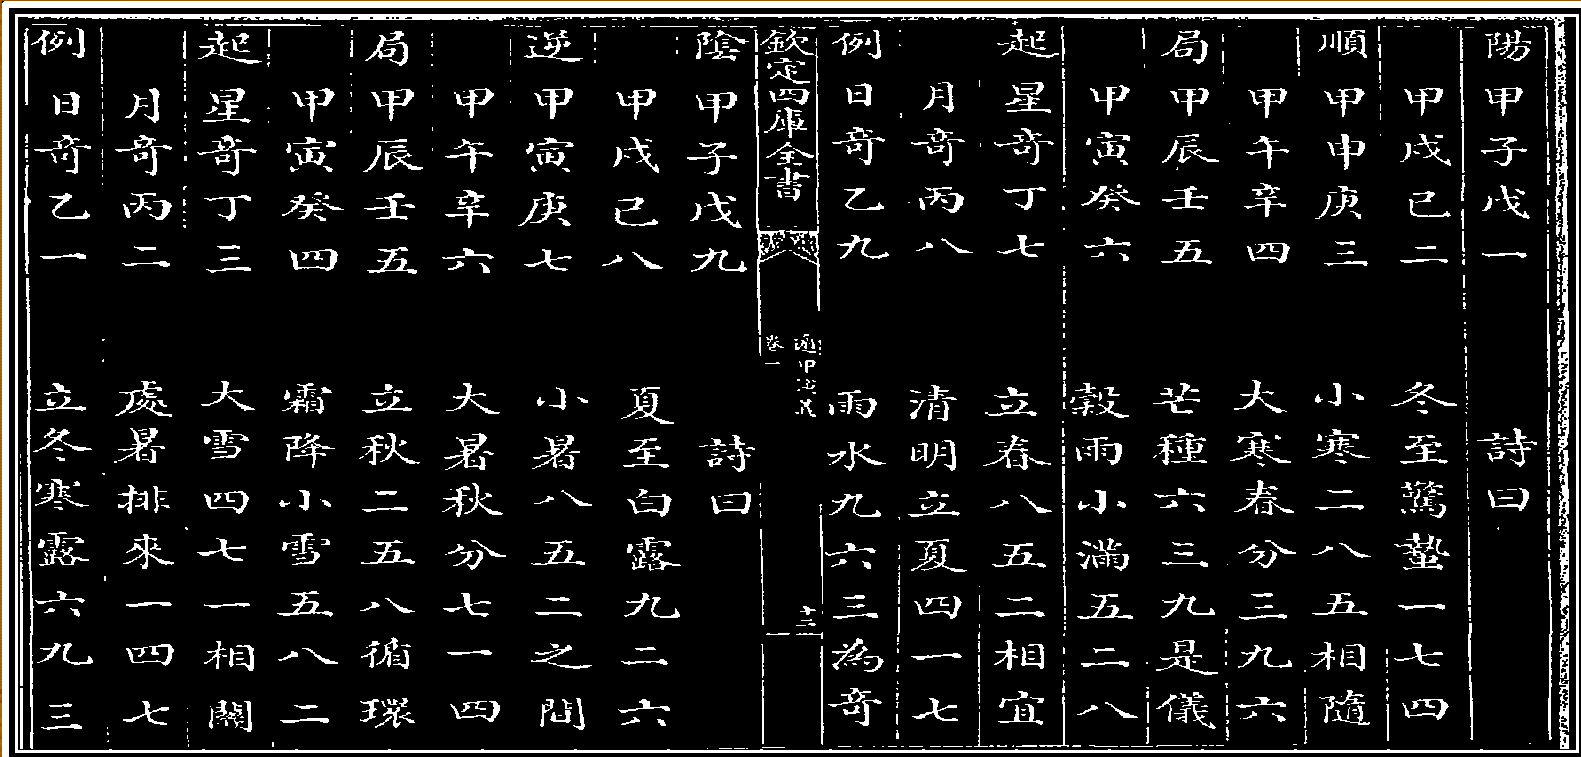 陽甲子戊一 詩曰
甲戌己二 冬至驚蟄一七四
順甲申庚三 小寒二八五相隨
甲午辛四 大寒春分三九六
局甲辰壬五 芒種六三九是儀
甲寅癸六 穀雨小滿五二八
起星竒丁七 立春八五二相宜
月竒丙八 清明立夏四一七
例日竒乙九 雨水九六三為竒
欽定四庫全書
遁甲演義
卷一
十三
陰甲子戊九 詩曰
甲戌己八 夏至白露九二六
逆甲寅庚七 小暑八五二之間
甲午辛六 大暑秋分七一四
局甲辰壬五 立秋二五八循環
甲寅癸四 霜降小雪五八二
起星竒丁三 大雪四七一相關
月竒丙二 處暑排來一四七
例日竒乙一 立冬寒露六九三